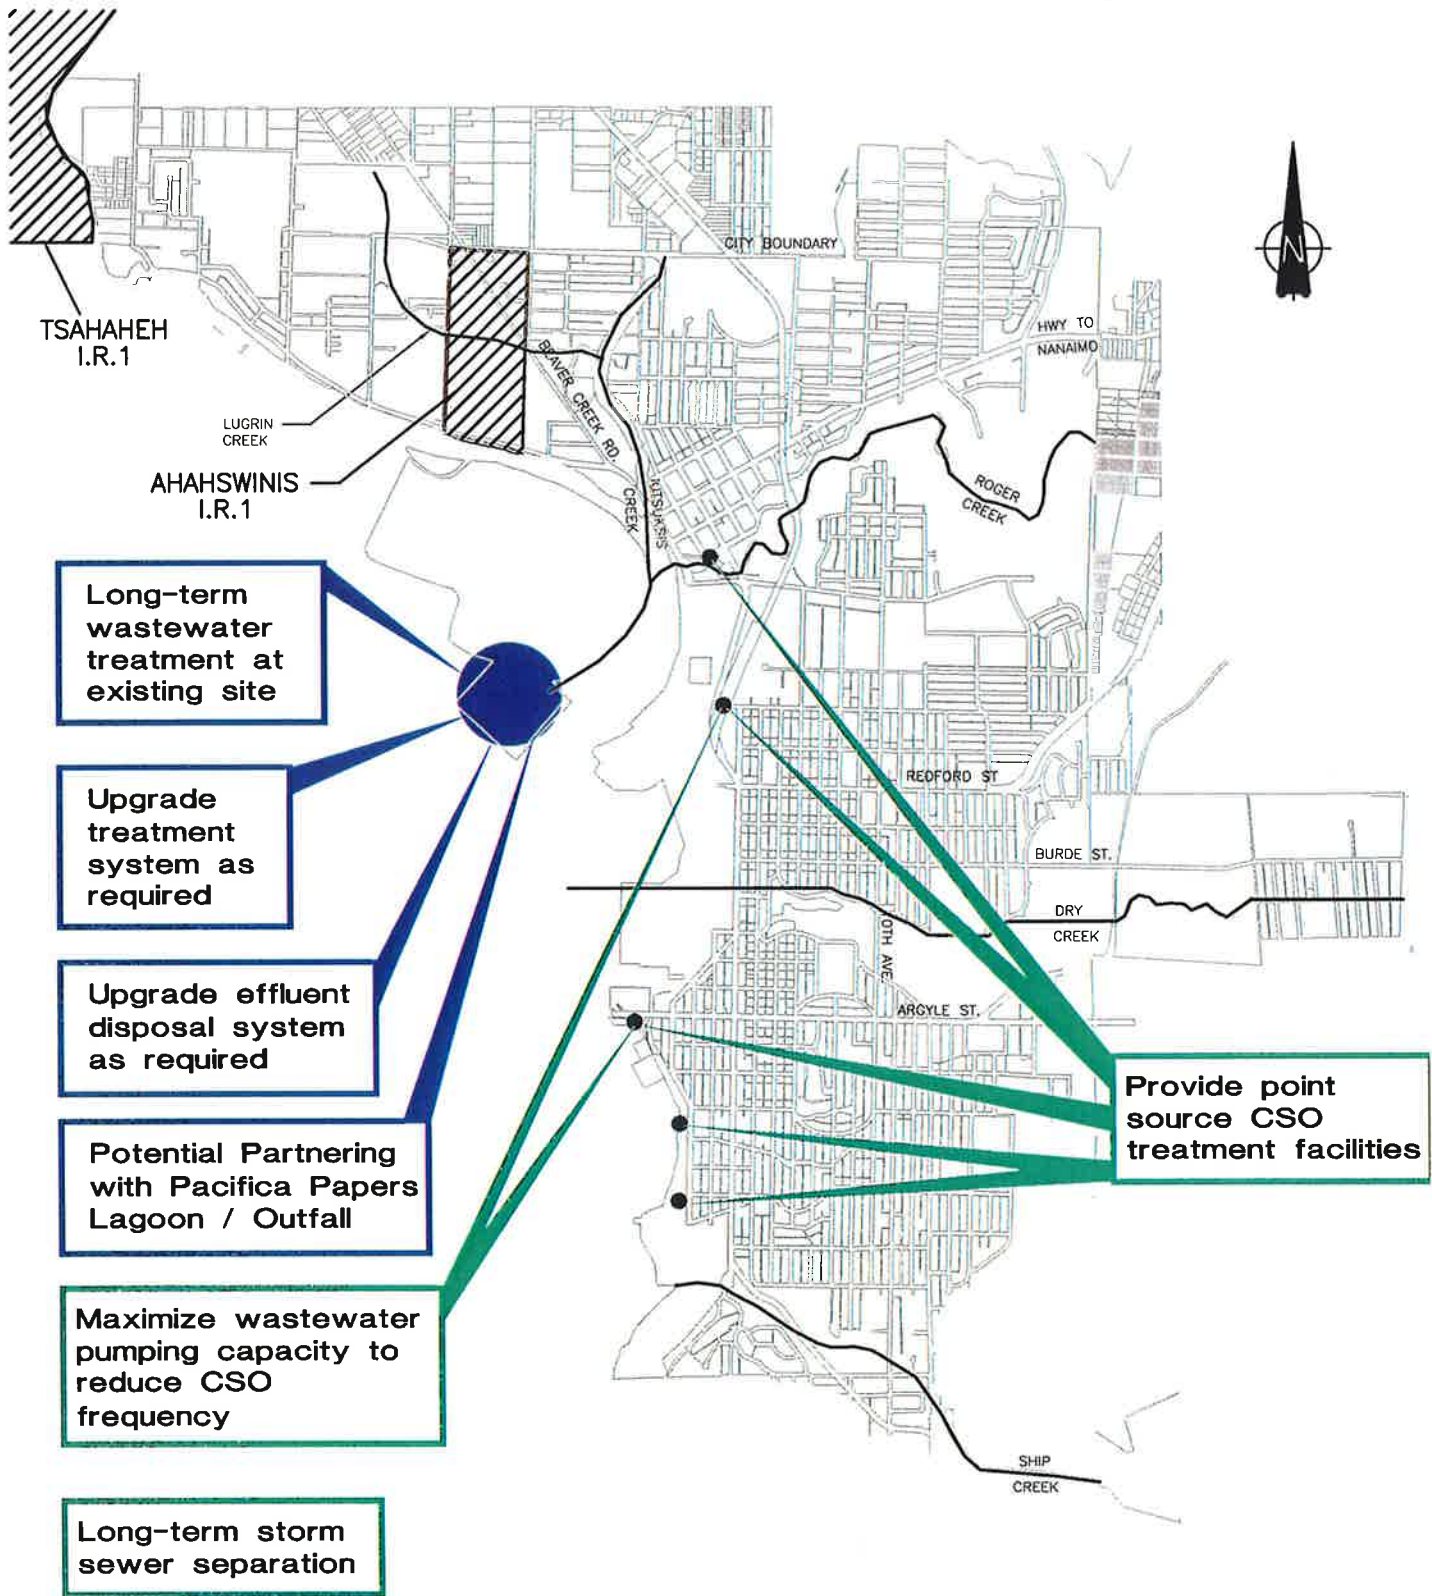 CITY BOUNDARY
N
HWY TO
NANAIMO
TSAHAHEH
I.R.1
BEAVER CREEK RD.
LUGRIN
CREEK
AHAHSWINIS
I.R.1
KITSUKSIS
CREEK
ROGER
CREEK
Long-term
wastewater
treatment at
existing site
Upgrade
treatment
system as
required
Upgrade effluent
disposal system
as required
Potential Partnering
with Pacifica Papers
Lagoon / Outfall
Maximize wastewater
pumping capacity to
reduce CSO
frequency
Long-term storm
sewer separation
REDFORD ST
BURDE ST.
DRY
CREEK
0TH AVE.
ARGYLE ST.
Provide point
source CSO
treatment facilities
SHIP
CREEK